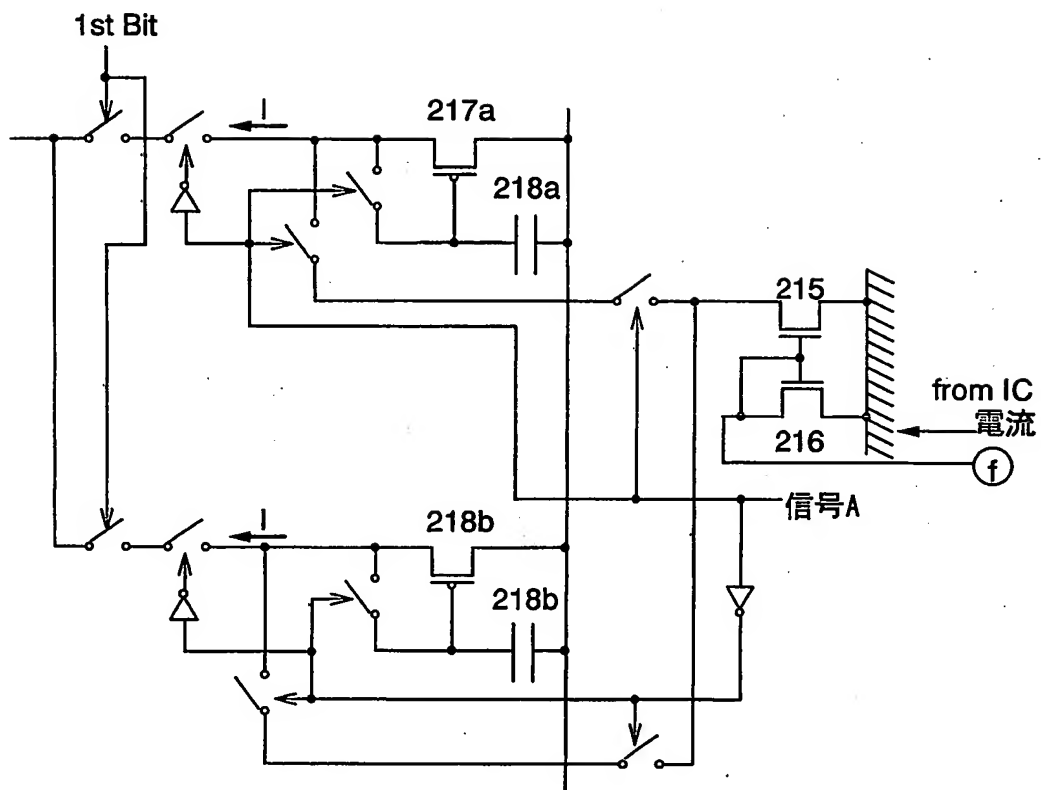 1st Bit
I
217a
218a
215
from IC
電流
216
f
信号A
I
218b
218b